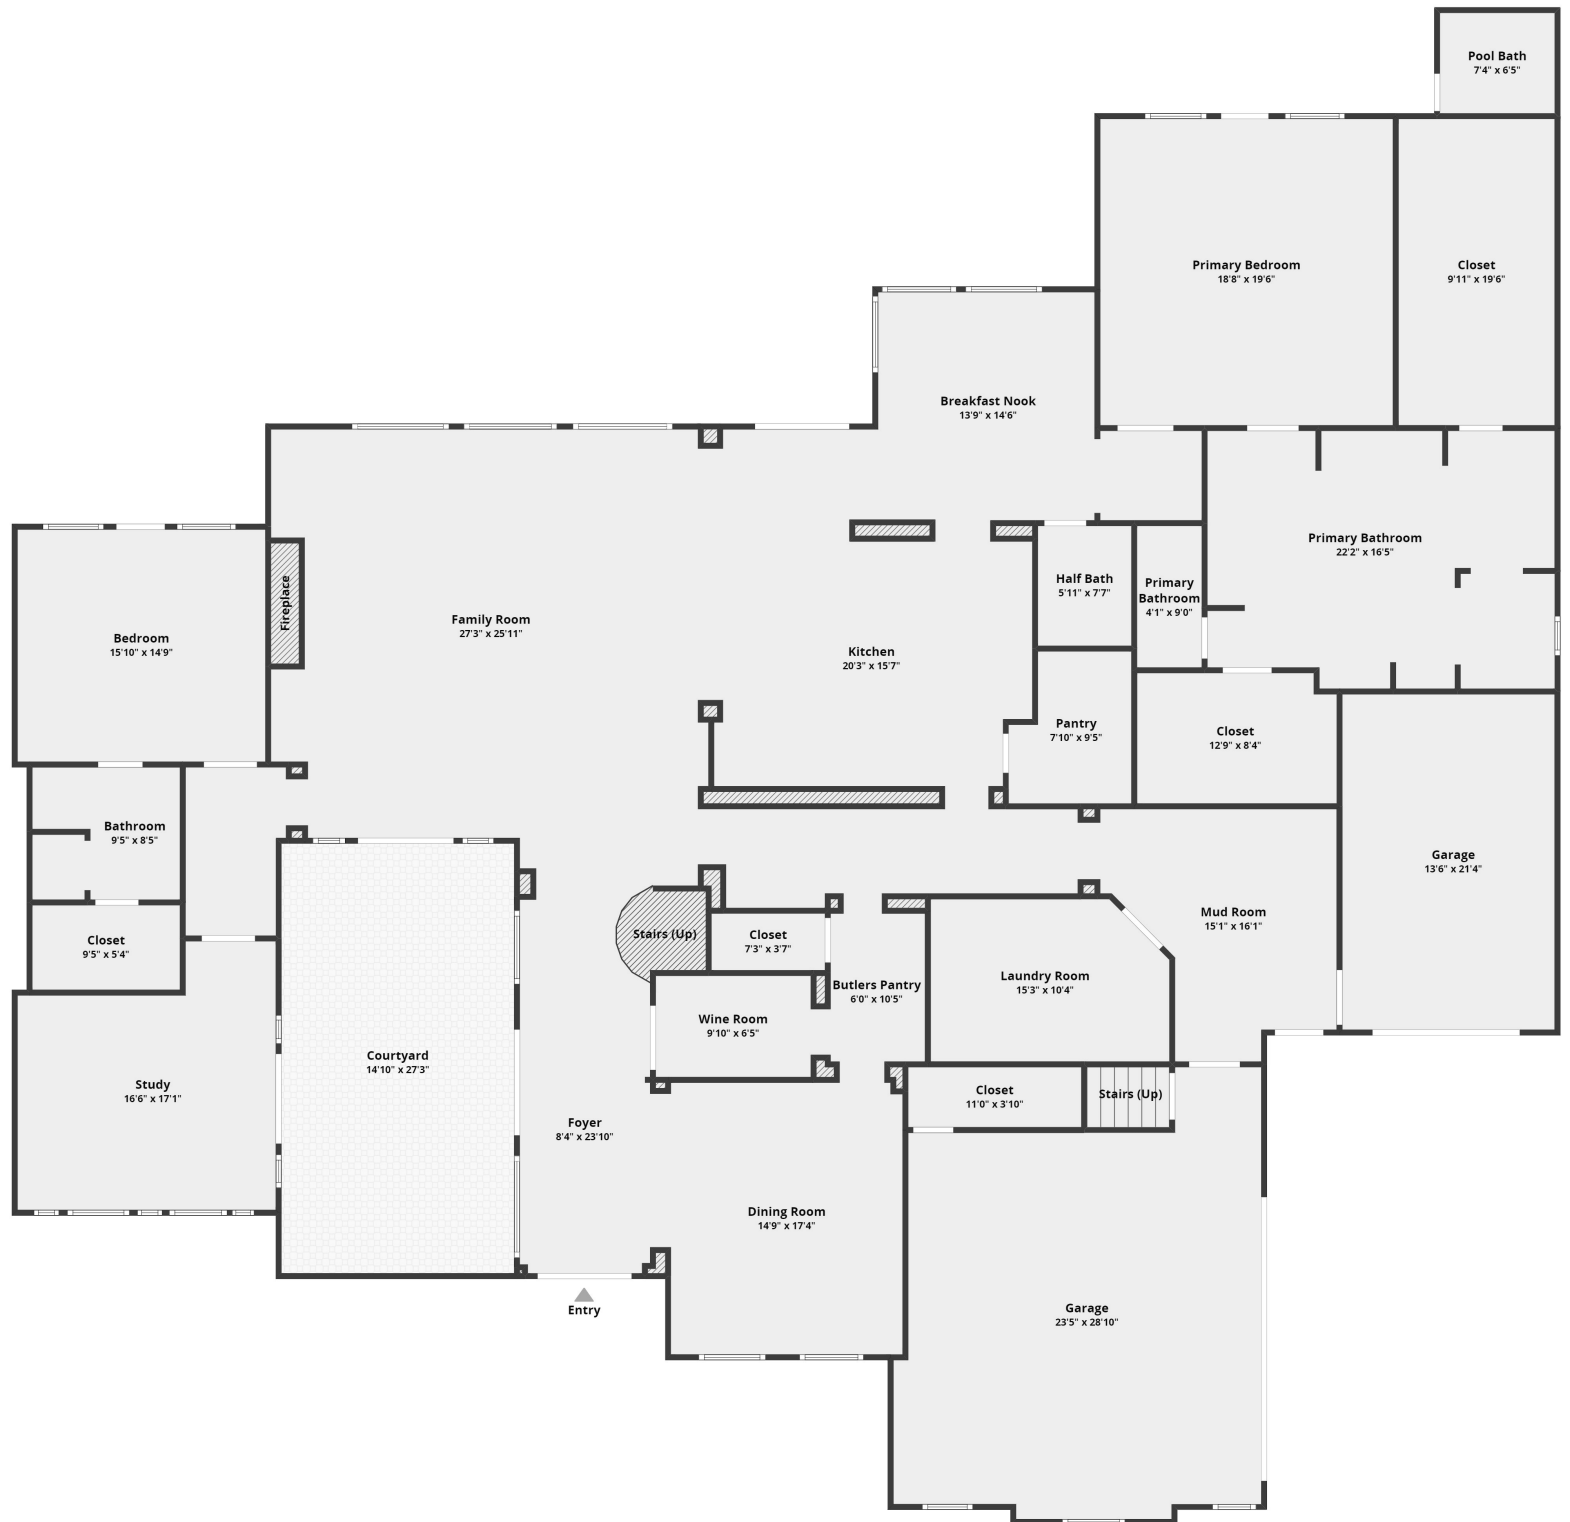 Pool Bath
7'4" x 6'5"
Primary Bedroom
18'8" x 19'6"
Closet
9'11" x 19'6"
Breakfast Nook
13'9" x 14'6"
Primary Bathroom
22'2" x 16'5"
Half Bath
5'11" x 7'7"
Primary
Bathroom
4'1" x 9'0"
Fireplace
Family Room
27'3" x 25'11"
Bedroom
15'10" x 14'9"
Kitchen
20'3" x 15'7"
Pantry
7'10" x 9'5"
Closet
12'9" x 8'4"
Bathroom
9'5" x 8'5"
Garage
13'6" x 21'4"
Closet
9'5" x 5'4"
Stairs (Up)
Closet
7'3" x 3'7"
Mud Room
15'1" x 16'1"
Laundry Room
15'3" x 10'4"
Butlers Pantry
6'0" x 10'5"
Wine Room
9'10" x 6'5"
Courtyard
14'10" x 27'3"
Study
16'6" x 17'1"
Closet
11'0" x 3'10"
Stairs (Up)
Foyer
8'4" x 23'10"
Dining Room
14'9" x 17'4"
Entry
Garage
23'5" x 28'10"